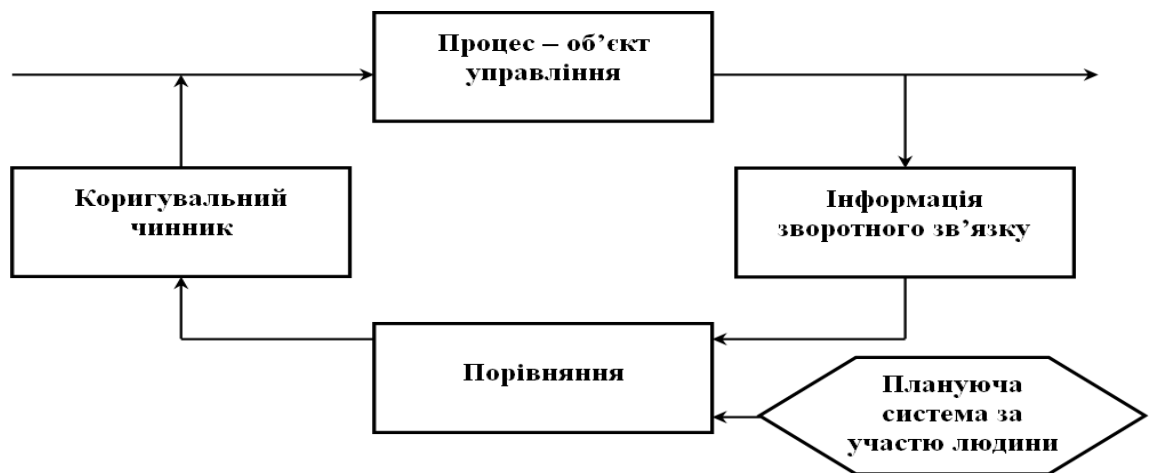 Процес – об’єкт
управління
Коригувальний
чинник
Інформація
зворотного зв’язку
Порівняння
Плануюча
система за
участю людини